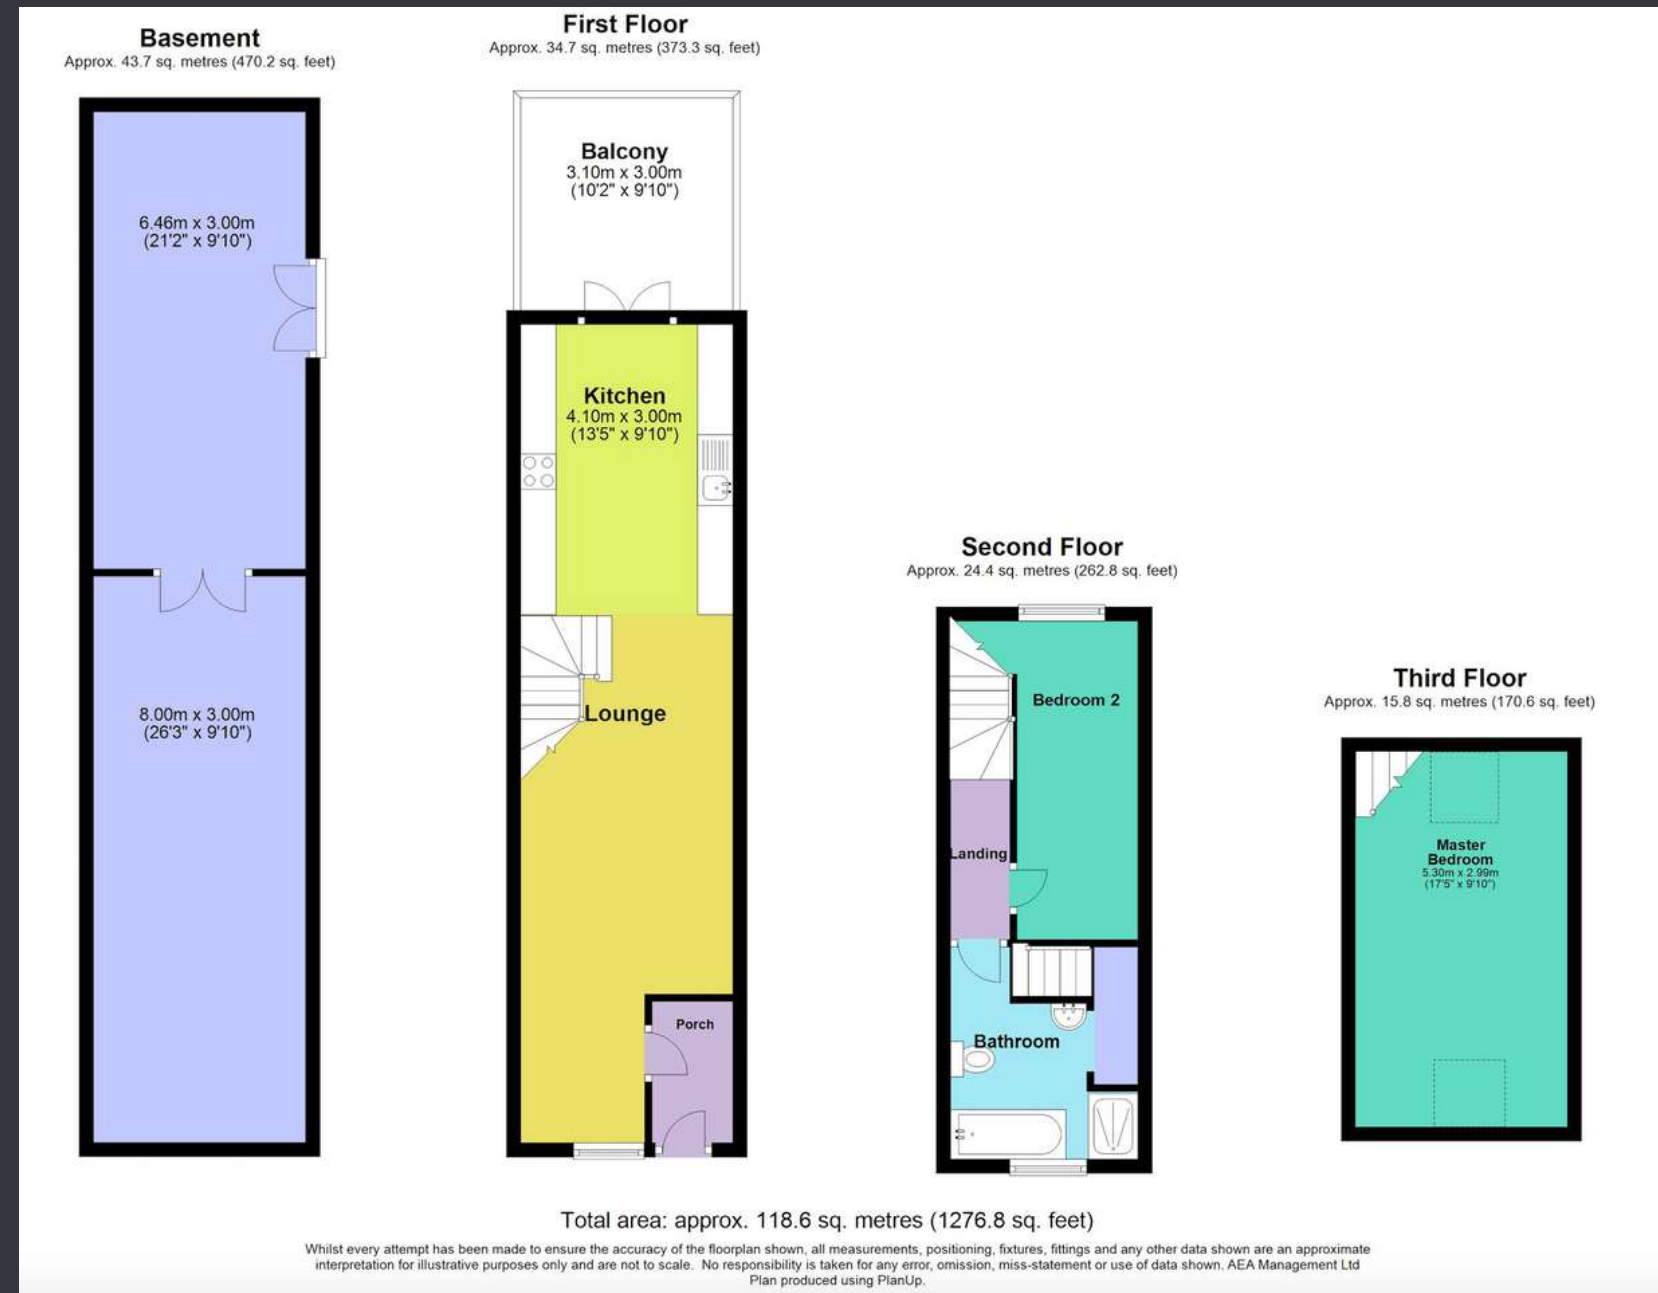 Basement
Approx. 43.7 sq. metres (470.2 sq. feet)
6.46m x 3.00m
(21'2" x 9'10")
8.00m x 3.00m
(26'3" x 9'10")
First Floor
Approx. 34.7 sq. metres (373.3 sq. feet)
Balcony
3.10m x 3.00m
(10'2" x 9'10")
Kitchen
4.10m x 3.00m
(13'5" x 9'10")
Lounge
Porch
Second Floor
Approx. 24.4 sq. metres (262.8 sq. feet)
Bedroom 2
Landing
Bathroom
Third Floor
Approx. 15.8 sq. metres (170.6 sq. feet)
Master
Bedroom
5.30m x 2.99m
(17'5" x 9'10")
Total area: approx. 118.6 sq. metres (1276.8 sq. feet)
Whilst every attempt has been made to ensure the accuracy of the floorplan shown, all measurements, positioning, fixtures, fittings and any other data shown are an approximate
interpretation for illustrative purposes only and are not to scale. No responsibility is taken for any error, omission, miss-statement or use of data shown. AEA Management Ltd
Plan produced using PlanUp.